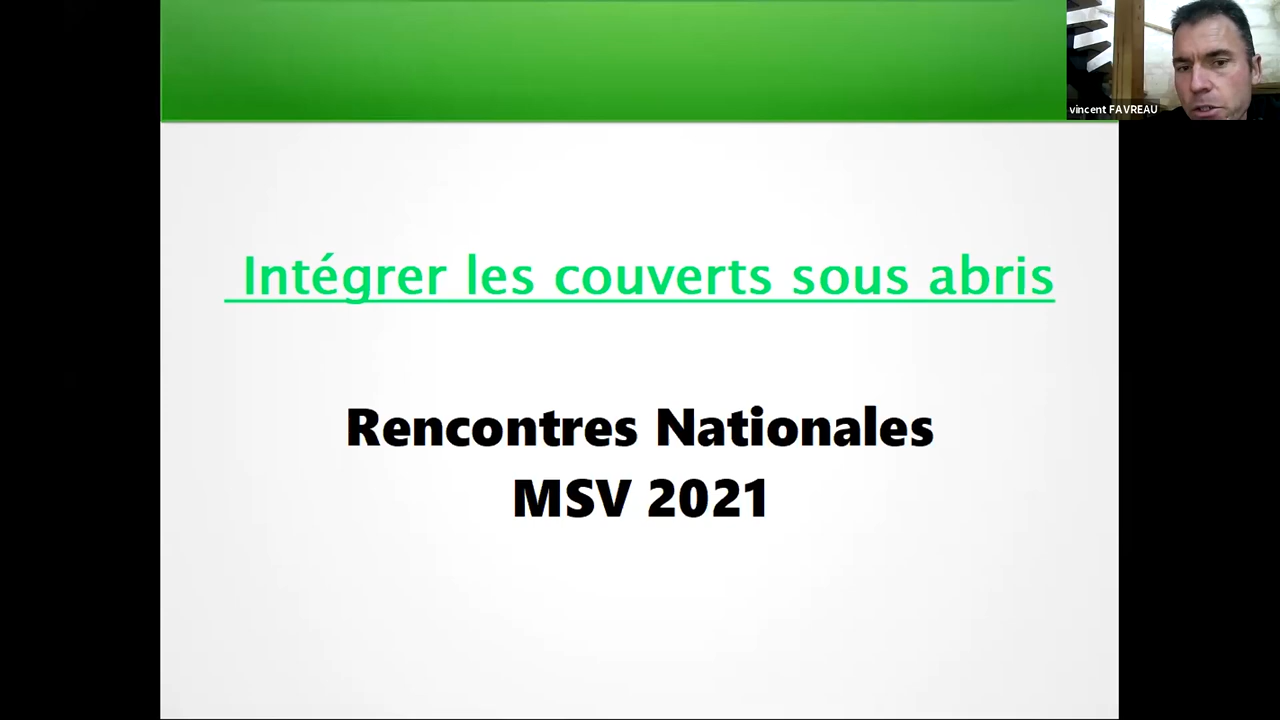 vincent FAVREAU
Intégrer les couverts sous abris
Rencontres Nationales
MSV 2021